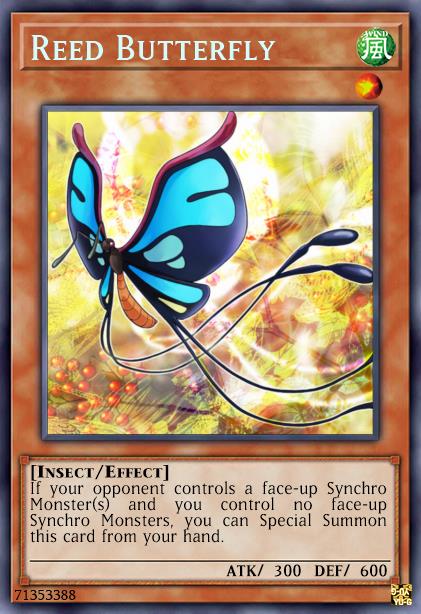 Reed Butterfly
WIND
風
[Insect/Effect]
If your opponent controls a face-up Synchro
Monster(s) and you control no face-up
Synchro Monsters, you can Special Summon
this card from your hand.
ATK/ 300 DEF/ 600
71353388